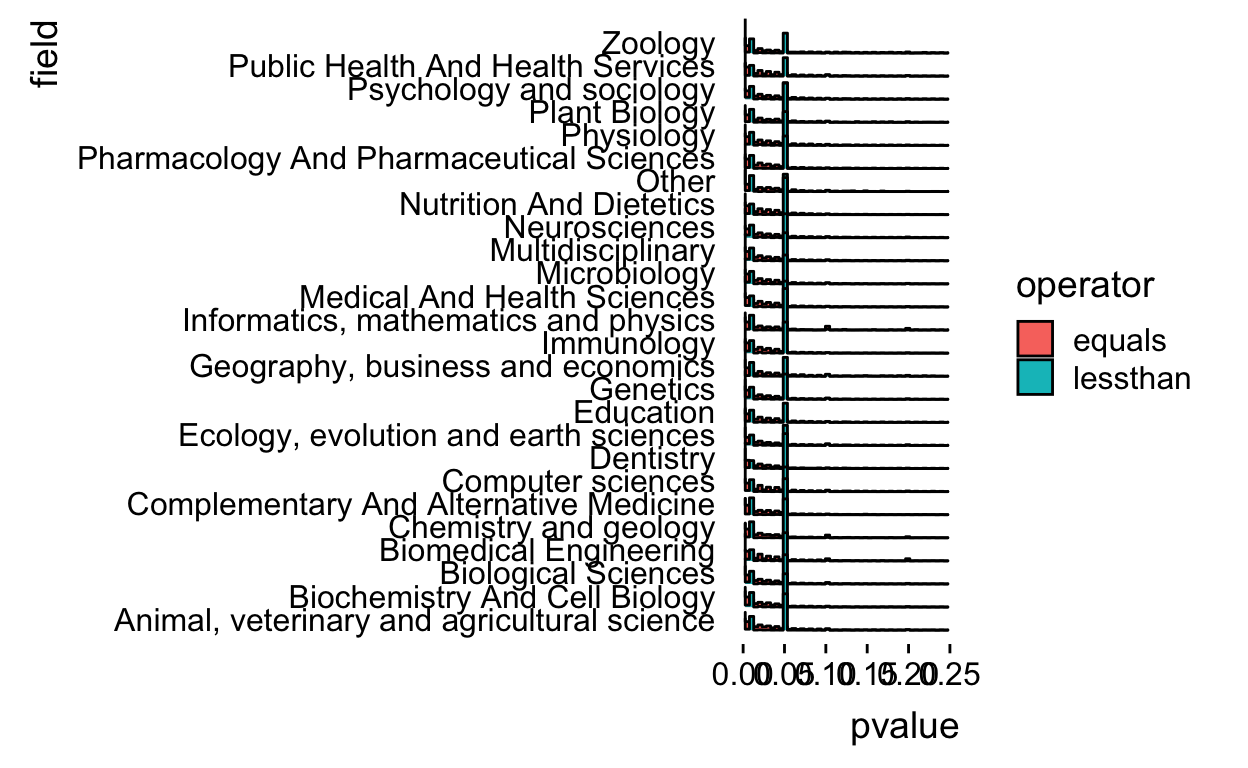 field
Zoology
Public Health And Health Services
Psychology and sociology
Plant Biology
Physiology
Pharmacology And Pharmaceutical Sciences
Other
Nutrition And Dietetics
Neurosciences
Multidisciplinary
Microbiology
Medical And Health Sciences
Informatics, mathematics and physics
Immunology
Geography, business and economics
Genetics
Education
Ecology, evolution and earth sciences
Dentistry
Computer sciences
Complementary And Alternative Medicine
Chemistry and geology
Biomedical Engineering
Biological Sciences
Biochemistry And Cell Biology
Animal, veterinary and agricultural science
0.00 0.05 0.10 0.15 0.20 0.25
pvalue
operator
equals
lessthan